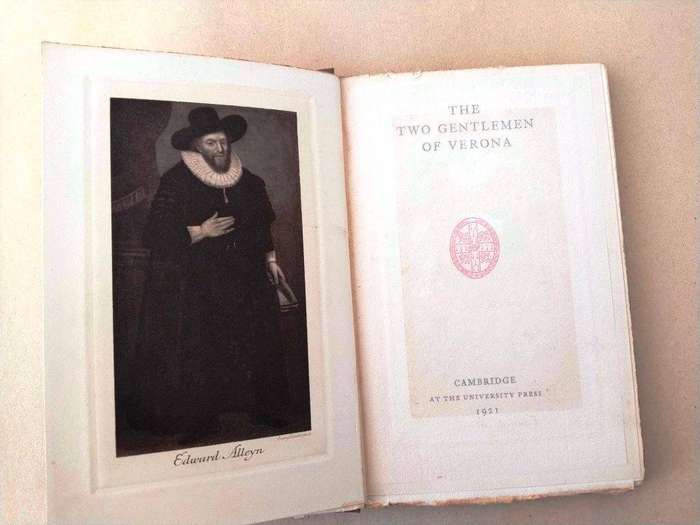 Edward Alleyn
THE
TWO GENTLEMEN
OF VERONA
CAMBRIDGE
AT THE UNIVERSITY PRESS
1921